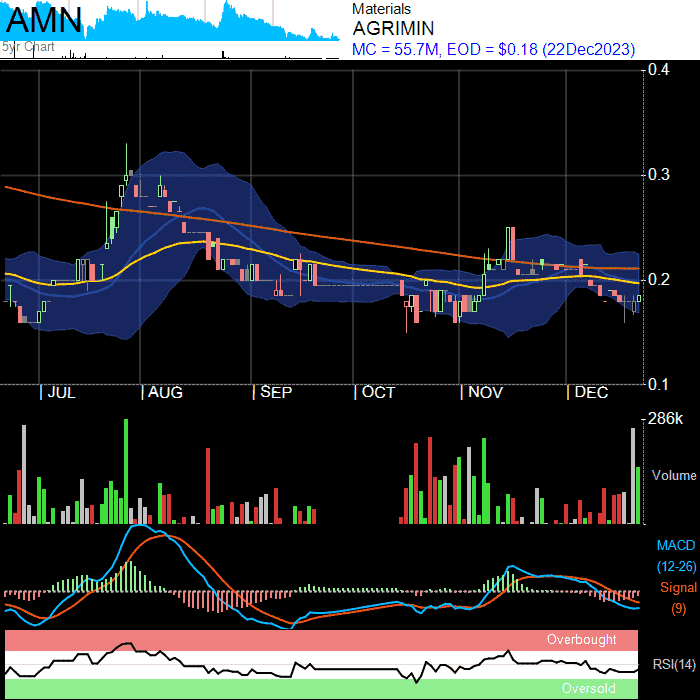 AMN
5yr Chart
Materials
AGRIMIN
MC = 55.7M, EOD = $0.18 (22Dec2023)
0.4
0.3
0.2
0.1
JUL
AUG
SEP
OCT
NOV
DEC
286k
Volume
MACD
(12-26)
Signal
(9)
Overbought
RSI(14)
Oversold